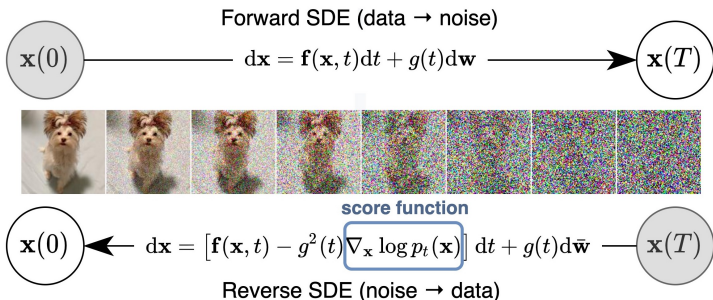 Forward SDE (data → noise)
x(0) dx = f(x, t)dt + g(t)dw x(T)
score function
x(0) dx = [f(x, t) − g²(t)∇ₓ log pₜ(x)] dt + g(t)dw̄ x(T)
Reverse SDE (noise → data)